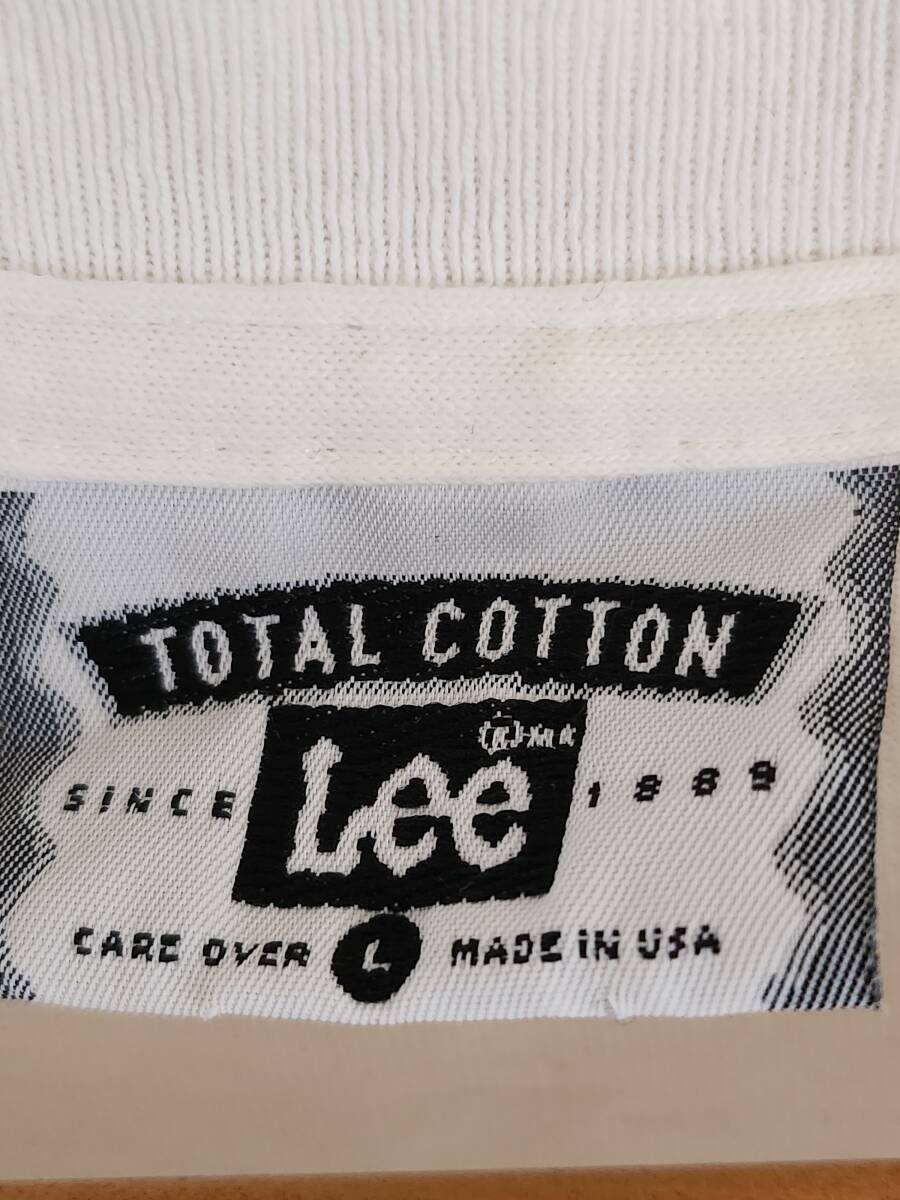 TOTAL COTTON
Lee
SINCE 1889
CARE OVER L MADE IN USA